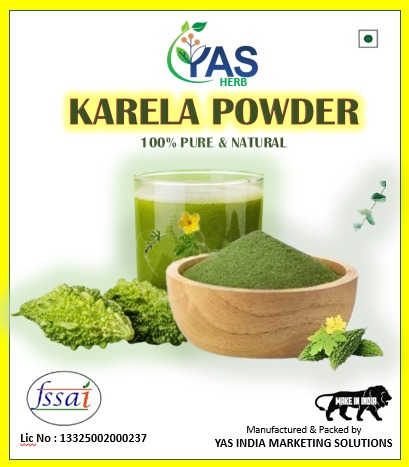 YAS
HERB
KARELA POWDER
100% PURE & NATURAL
fssai
Lic No : 13325002000237
MAKE IN INDIA
Manufactured & Packed by
YAS INDIA MARKETING SOLUTIONS